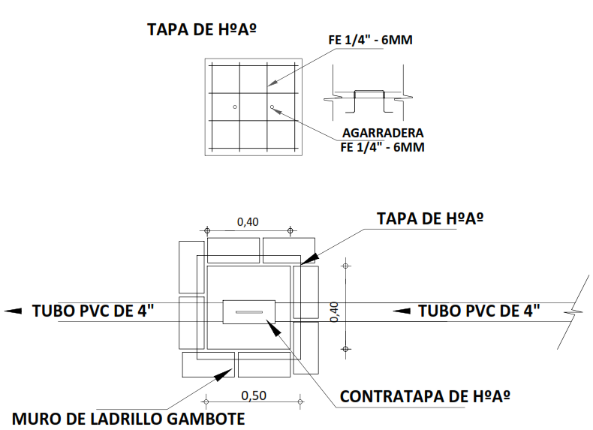 TAPA DE HºAº
FE 1/4" - 6MM
AGARRADERA
FE 1/4" - 6MM
0,40
TAPA DE HºAº
TUBO PVC DE 4"
0,40
TUBO PVC DE 4"
0,50
CONTRATAPA DE HºAº
MURO DE LADRILLO GAMBOTE